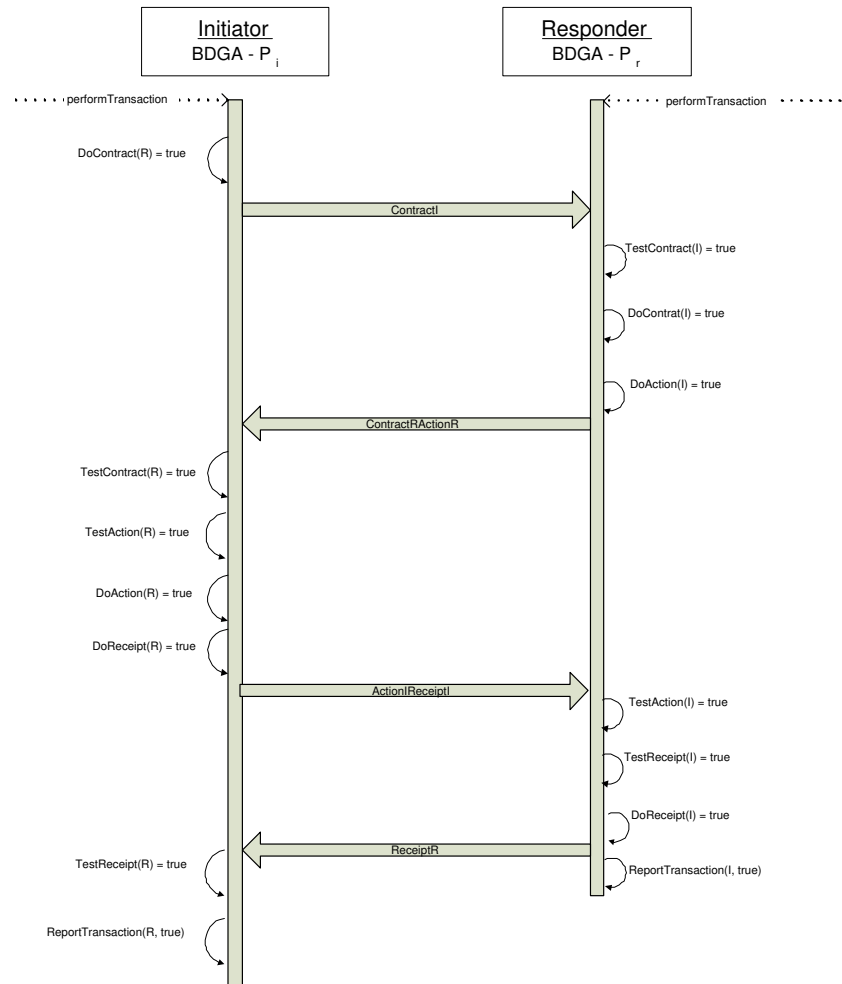 Initiator
BDGA - P i
Responder
BDGA - P r
performTransaction
performTransaction
DoContract(R) = true
ContractI
TestContract(I) = true
DoContrat(I) = true
DoAction(I) = true
ContractRActionR
TestContract(R) = true
TestAction(R) = true
DoAction(R) = true
DoReceipt(R) = true
ActionIReceiptI
TestAction(I) = true
TestReceipt(I) = true
DoReceipt(I) = true
ReceiptR
TestReceipt(R) = true
ReportTransaction(I, true)
ReportTransaction(R, true)